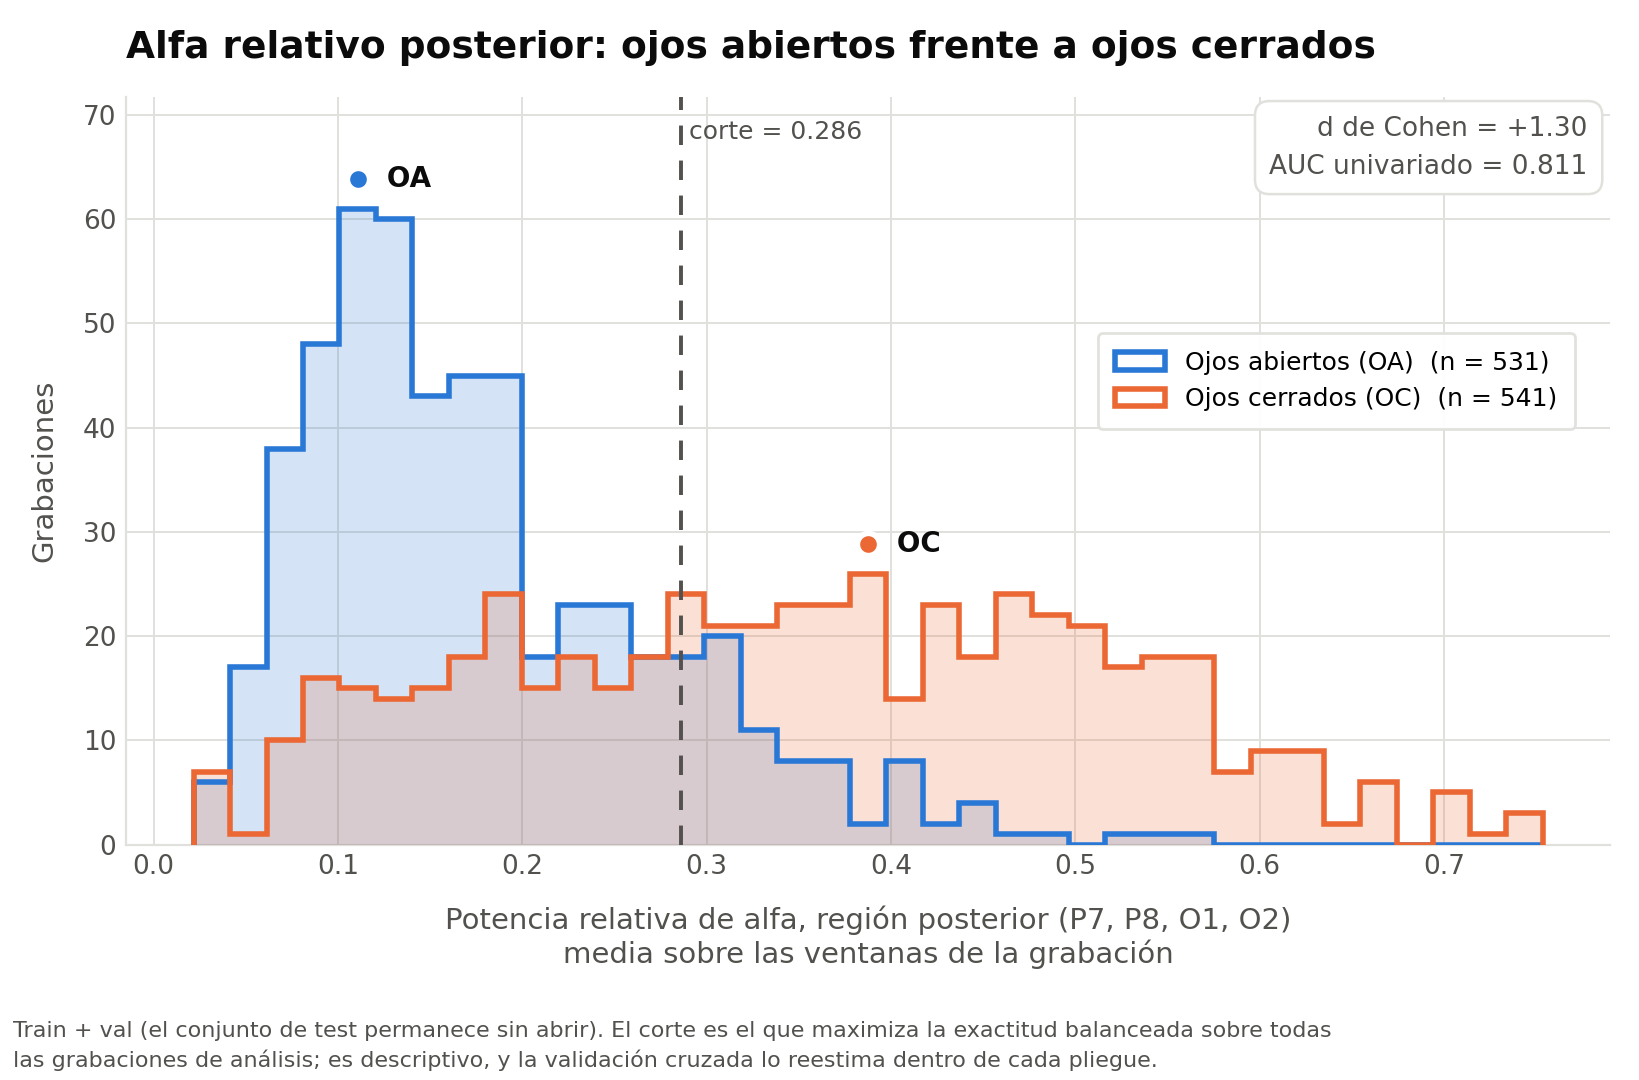 Alfa relativo posterior: ojos abiertos frente a ojos cerrados
70
60
50
40
30
20
10
0
Grabaciones
corte = 0.286
d de Cohen = +1.30
AUC univariado = 0.811
OA
OC
Ojos abiertos (OA) (n = 531)
Ojos cerrados (OC) (n = 541)
0.0 0.1 0.2 0.3 0.4 0.5 0.6 0.7
Potencia relativa de alfa, región posterior (P7, P8, O1, O2)
media sobre las ventanas de la grabación
Train + val (el conjunto de test permanece sin abrir). El corte es el que maximiza la exactitud balanceada sobre todas
las grabaciones de análisis; es descriptivo, y la validación cruzada lo reestima dentro de cada pliegue.